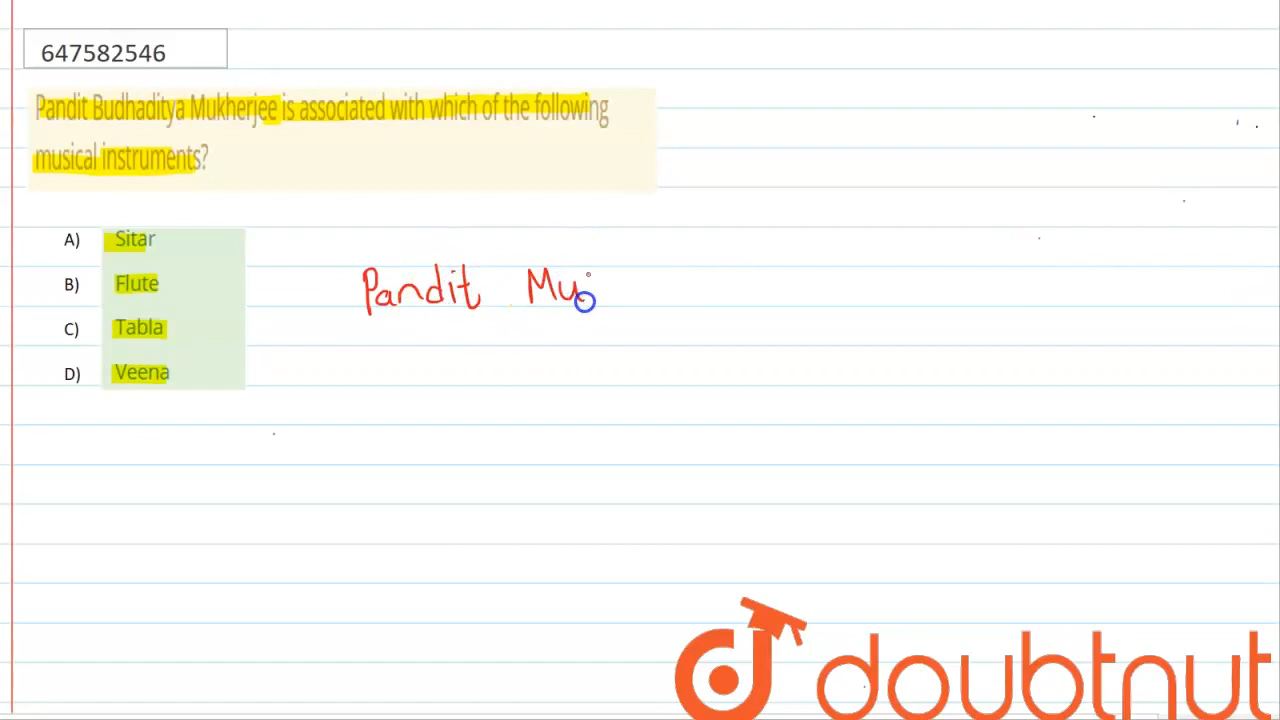 647582546
Pandit Budhaditya Mukherjee is associated with which of the following
musical instruments?
A) Sitar
B) Flute
C) Tabla
D) Veena
Pandit Mu
doubtnut